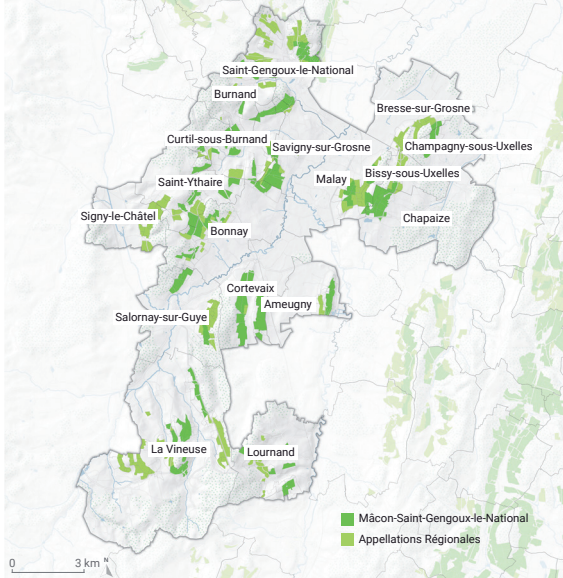 Saint-Gengoux-le-National
Burnand
Bresse-sur-Grosne
Curtil-sous-Burnand
Savigny-sur-Grosne
Champagny-sous-Uxelles
Saint-Ythaire
Malay
Bissy-sous-Uxelles
Signy-le-Châtel
Bonnay
Chapaize
Cortevaix
Ameugny
Salornay-sur-Guye
La Vineuse
Lournand
Mâcon-Saint-Gengoux-le-National
Appellations Régionales
0 3 km N